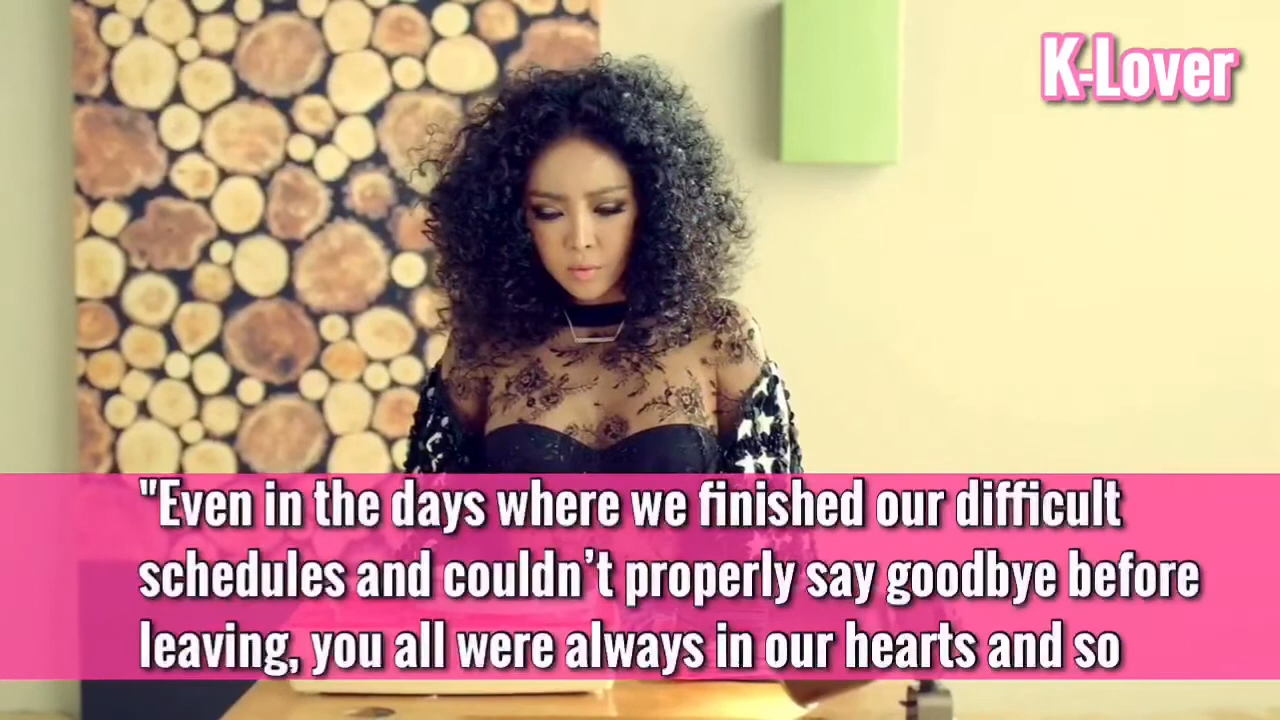 K-Lover
"Even in the days where we finished our difficult
schedules and couldn’t properly say goodbye before
leaving, you all were always in our hearts and so